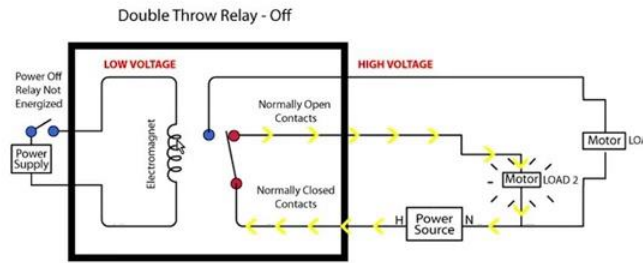 Double Throw Relay - Off
LOW VOLTAGE
HIGH VOLTAGE
Power Off
Relay Not
Energized
Power
Supply
Electromagnet
Normally Open
Contacts
Normally Closed
Contacts
Motor
LOA
Motor
LOAD 2
H
Power
Source
N